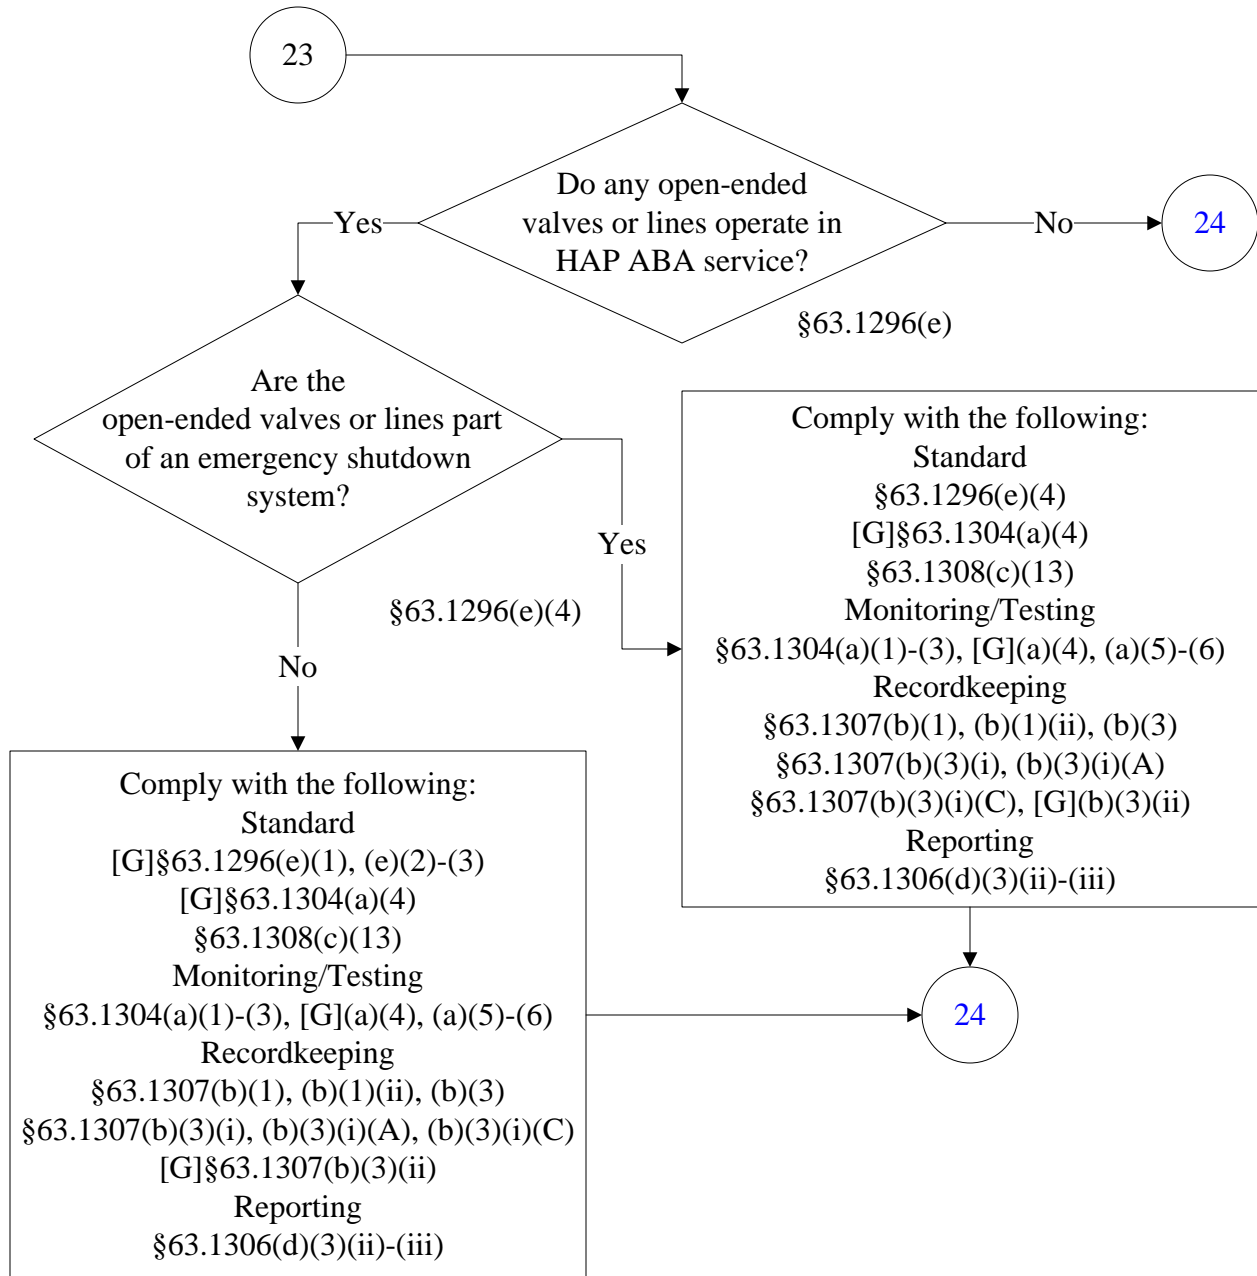 23
Do any open-ended
valves or lines operate in
HAP ABA service?
Yes
No
24
§63.1296(e)
Are the
open-ended valves or lines part
of an emergency shutdown
system?
Yes
§63.1296(e)(4)
No
Comply with the following:
Standard
§63.1296(e)(4)
[G]§63.1304(a)(4)
§63.1308(c)(13)
Monitoring/Testing
§63.1304(a)(1)-(3), [G](a)(4), (a)(5)-(6)
Recordkeeping
§63.1307(b)(1), (b)(1)(ii), (b)(3)
§63.1307(b)(3)(i), (b)(3)(i)(A)
§63.1307(b)(3)(i)(C), [G](b)(3)(ii)
Reporting
§63.1306(d)(3)(ii)-(iii)
Comply with the following:
Standard
[G]§63.1296(e)(1), (e)(2)-(3)
[G]§63.1304(a)(4)
§63.1308(c)(13)
Monitoring/Testing
§63.1304(a)(1)-(3), [G](a)(4), (a)(5)-(6)
Recordkeeping
§63.1307(b)(1), (b)(1)(ii), (b)(3)
§63.1307(b)(3)(i), (b)(3)(i)(A), (b)(3)(i)(C)
[G]§63.1307(b)(3)(ii)
Reporting
§63.1306(d)(3)(ii)-(iii)
24